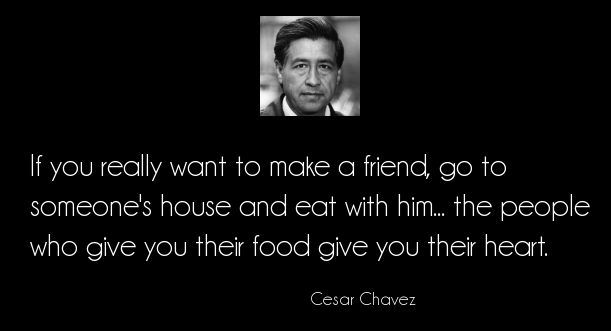 If you really want to make a friend, go to
someone's house and eat with him... the people
who give you their food give you their heart.
Cesar Chavez